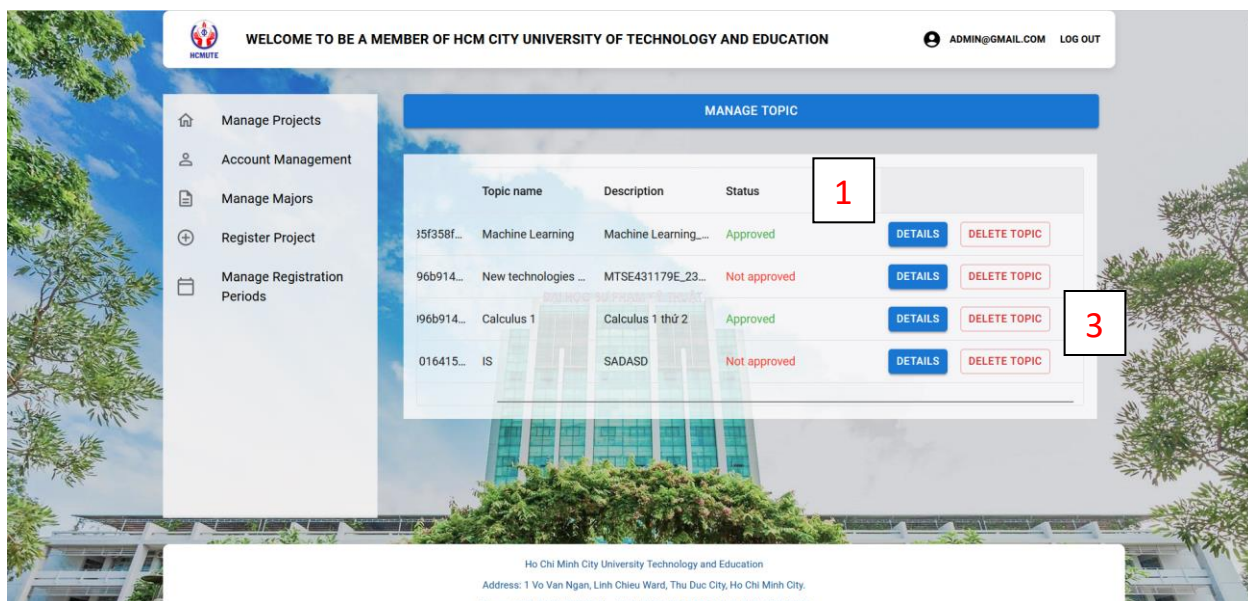 HCMUTE
WELCOME TO BE A MEMBER OF HCM CITY UNIVERSITY OF TECHNOLOGY AND EDUCATION
ADMIN@GMAIL.COM LOG OUT
Manage Projects
Account Management
Manage Majors
Register Project
Manage Registration
Periods
MANAGE TOPIC
Topic name Description Status
1
35f358f... Machine Learning Machine Learning_... Approved DETAILS DELETE TOPIC
96b914... New technologies ... MTSE431179E_23... Not approved DETAILS DELETE TOPIC
96b914... Calculus 1 Calculus 1 thứ 2 Approved DETAILS DELETE TOPIC
3
016415... IS SADASD Not approved DETAILS DELETE TOPIC
Ho Chi Minh City University Technology and Education
Address: 1 Vo Van Ngan, Linh Chieu Ward, Thu Duc City, Ho Chi Minh City.